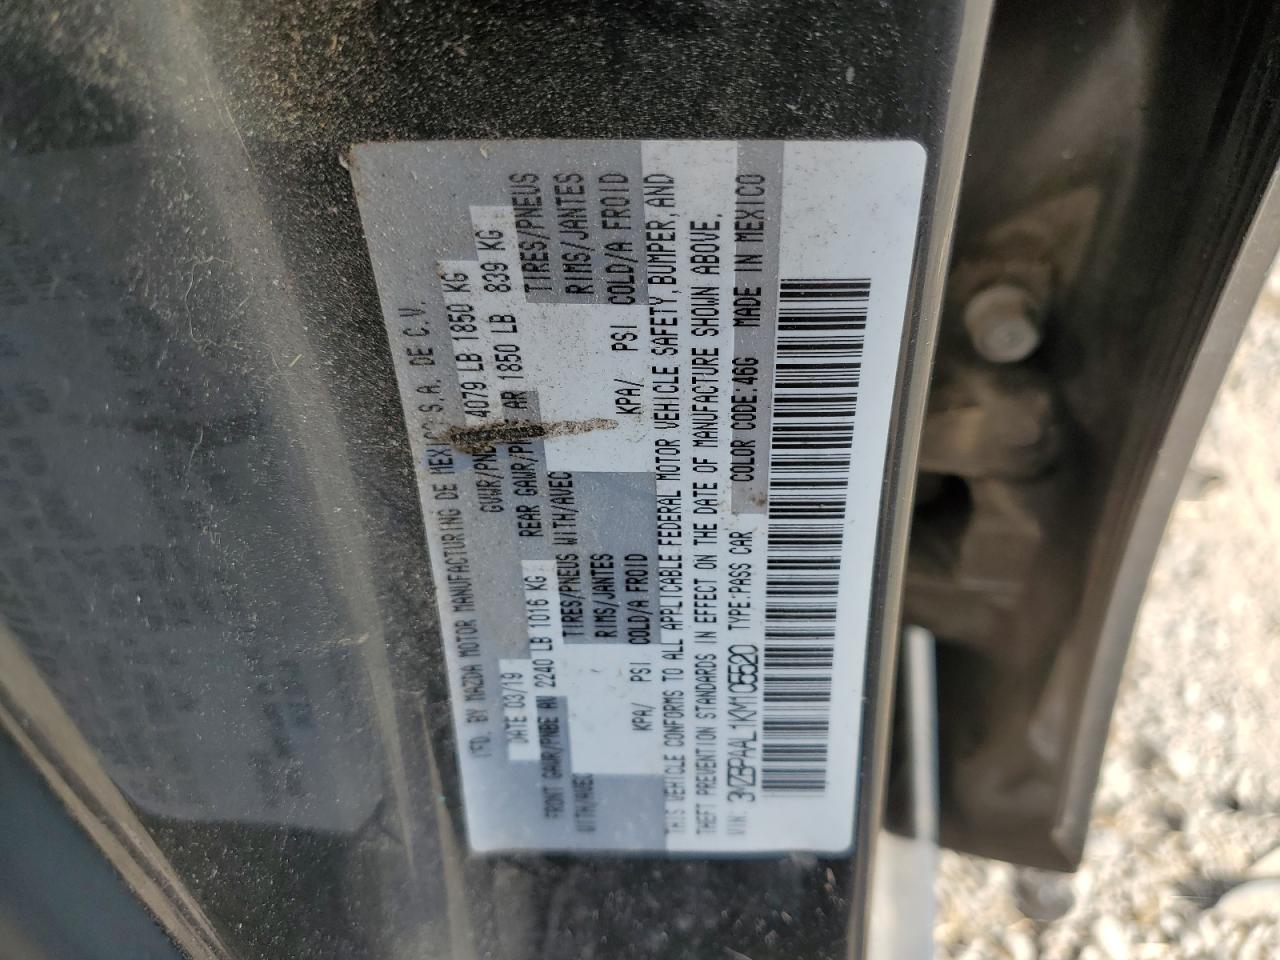 MFD. BY MAZDA MOTOR MANUFACTURING DE MEXICO S.A. DE C.V.
DATE 03/19 GVWR/PNBV 4079 LB 1850 KG
FRONT GAWR/PNBE AV 2240 LB 1016 KG REAR GAWR/PNBE AR 1850 LB 839 KG
WITH/AVEC TIRES/PNEUS WITH/AVEC TIRES/PNEUS
RIMS/JANTES RIMS/JANTES
KPA/ PSI COLD/A FROID KPA/ PSI COLD/A FROID
THIS VEHICLE CONFORMS TO ALL APPLICABLE FEDERAL MOTOR VEHICLE SAFETY, BUMPER, AND
THEFT PREVENTION STANDARDS IN EFFECT ON THE DATE OF MANUFACTURE SHOWN ABOVE.
VIN: 3MZBPAAL1KM105520 TYPE:PASS CAR COLOR CODE:46G MADE IN MEXICO